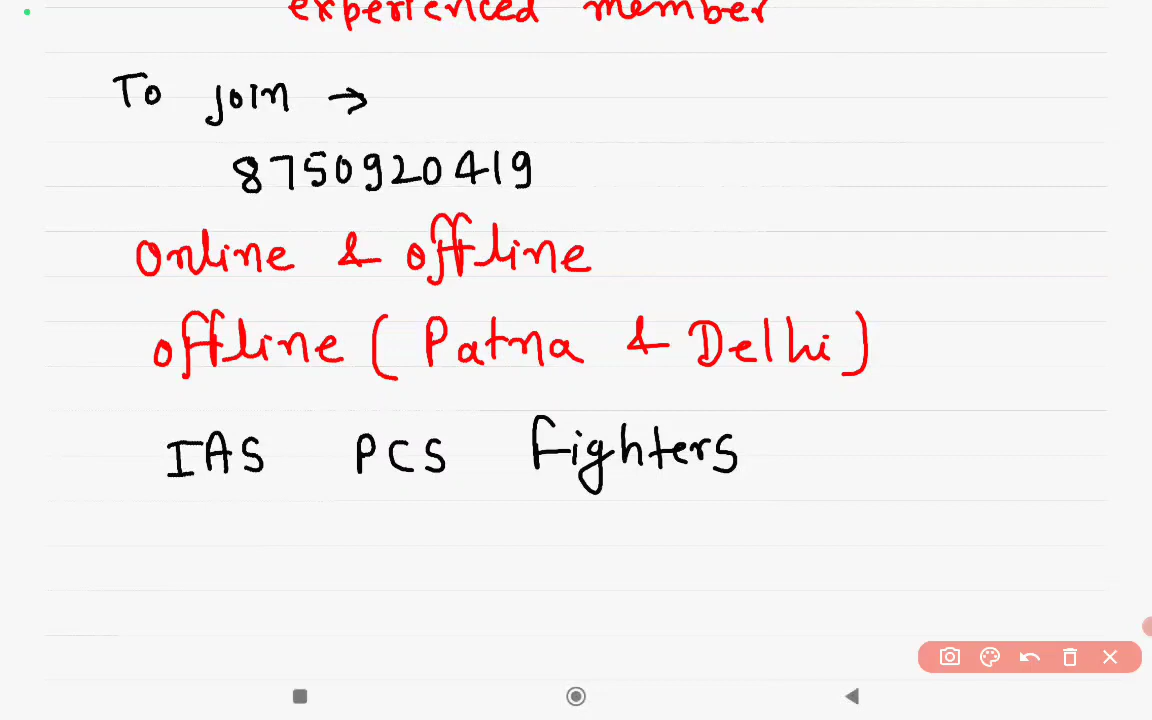 experienced member
To join →
8750920419
Online & offline
offline ( Patna & Delhi )
IAS PCS Fighters